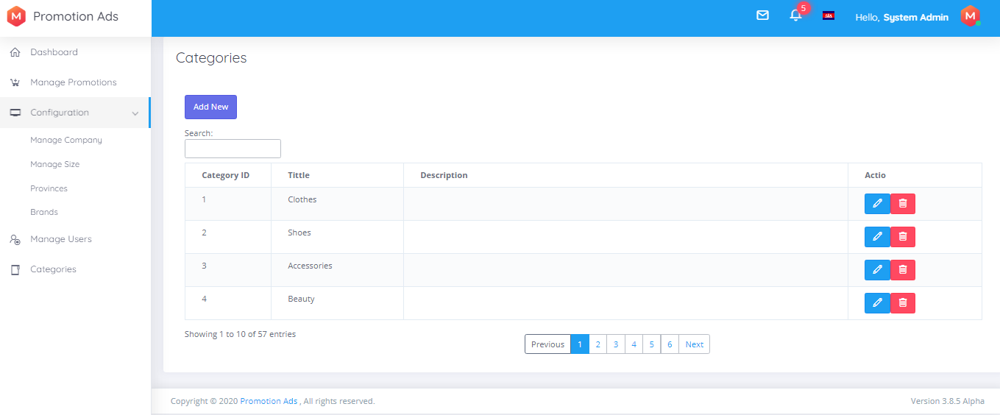 M Promotion Ads
5
Hello, System Admin
M
Dashboard
Manage Promotions
Configuration
Manage Company
Manage Size
Provinces
Brands
Manage Users
Categories
Categories
Add New
Search:
Category ID Tittle Description Actio
1 Clothes
2 Shoes
3 Accessories
4 Beauty
Showing 1 to 10 of 57 entries
Previous 1 2 3 4 5 6 Next
Copyright © 2020 Promotion Ads , All rights reserved.
Version 3.8.5 Alpha